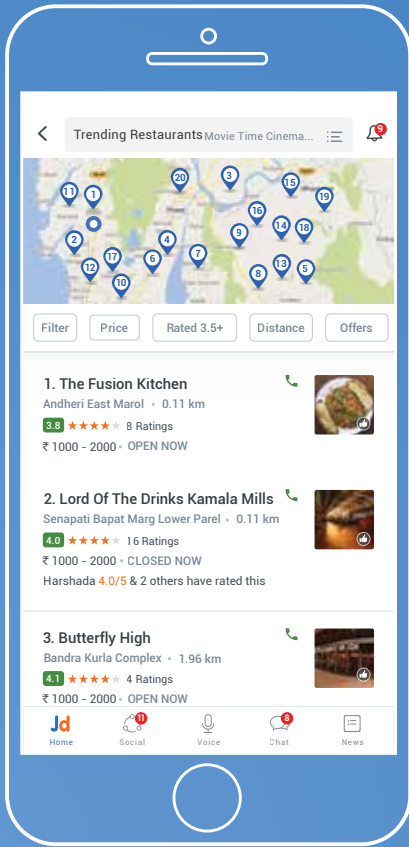 Trending Restaurants Movie Time Cinema...
9
20
3
15
11
1
19
16
14
18
2
4
9
17
7
12
6
13
8
5
10
Filter Price Rated 3.5+ Distance Offers
1. The Fusion Kitchen
Andheri East Marol • 0.11 km
3.8 ★★★★★ 8 Ratings
₹ 1000 - 2000 • OPEN NOW
2. Lord Of The Drinks Kamala Mills
Senapati Bapat Marg Lower Parel • 0.11 km
4.0 ★★★★★ 16 Ratings
₹ 1000 - 2000 • CLOSED NOW
Harshada 4.0/5 & 2 others have rated this
3. Butterfly High
Bandra Kurla Complex • 1.96 km
4.1 ★★★★★ 4 Ratings
₹ 1000 - 2000 • OPEN NOW
Jd 11 8
Home Social Voice Chat News